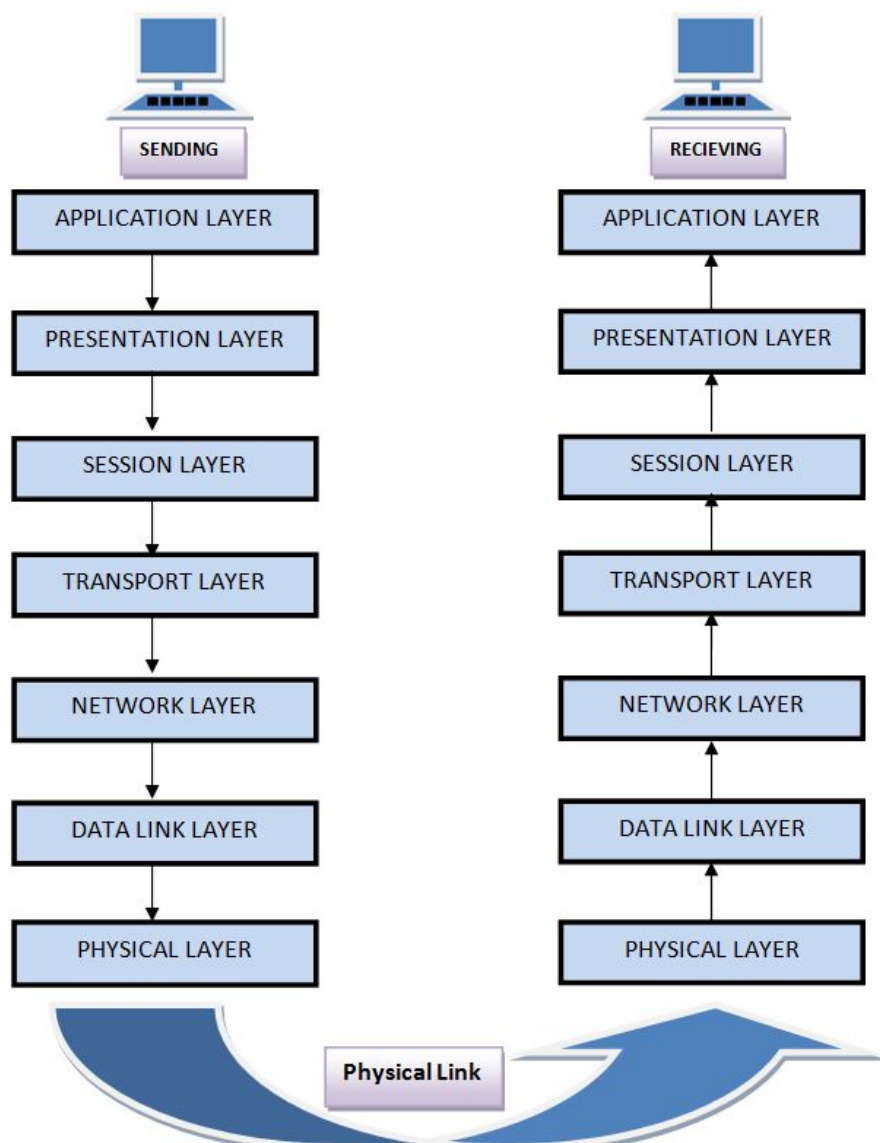 SENDING
RECIEVING
APPLICATION LAYER
APPLICATION LAYER
PRESENTATION LAYER
PRESENTATION LAYER
SESSION LAYER
SESSION LAYER
TRANSPORT LAYER
TRANSPORT LAYER
NETWORK LAYER
NETWORK LAYER
DATA LINK LAYER
DATA LINK LAYER
PHYSICAL LAYER
PHYSICAL LAYER
Physical Link